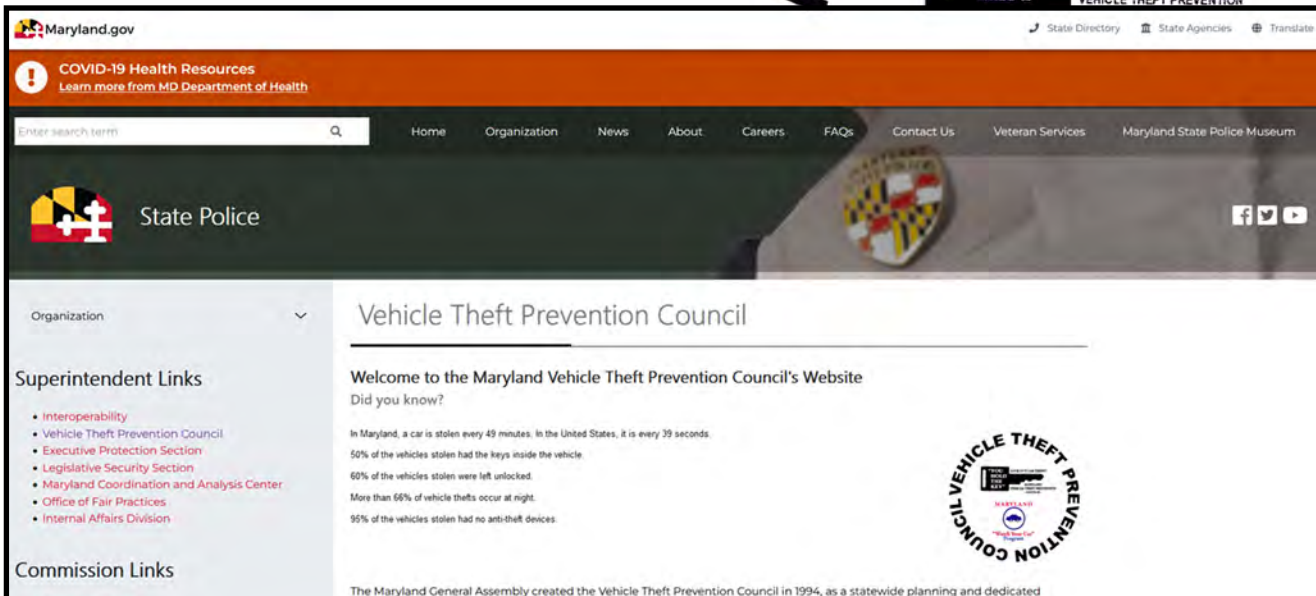 VEHICLE THEFT PREVENTION
Maryland.gov
State Directory
State Agencies
Translate
COVID-19 Health Resources
Learn more from MD Department of Health
Enter search term
Home
Organization
News
About
Careers
FAQs
Contact Us
Veteran Services
Maryland State Police Museum
State Police
Organization
Superintendent Links
• Interoperability
• Vehicle Theft Prevention Council
• Executive Protection Section
• Legislative Security Section
• Maryland Coordination and Analysis Center
• Office of Fair Practices
• Internal Affairs Division
Commission Links
Vehicle Theft Prevention Council
Welcome to the Maryland Vehicle Theft Prevention Council's Website
Did you know?
In Maryland, a car is stolen every 49 minutes. In the United States, it is every 39 seconds.
50% of the vehicles stolen had the keys inside the vehicle.
60% of the vehicles stolen were left unlocked.
More than 66% of vehicle thefts occur at night.
95% of the vehicles stolen had no anti-theft devices.
VEHICLE THEFT PREVENTION COUNCIL
"YOU
HOLD
THE
KEY"
MARYLAND
"Watch Your Car"
Program
The Maryland General Assembly created the Vehicle Theft Prevention Council in 1994, as a statewide planning and dedicated